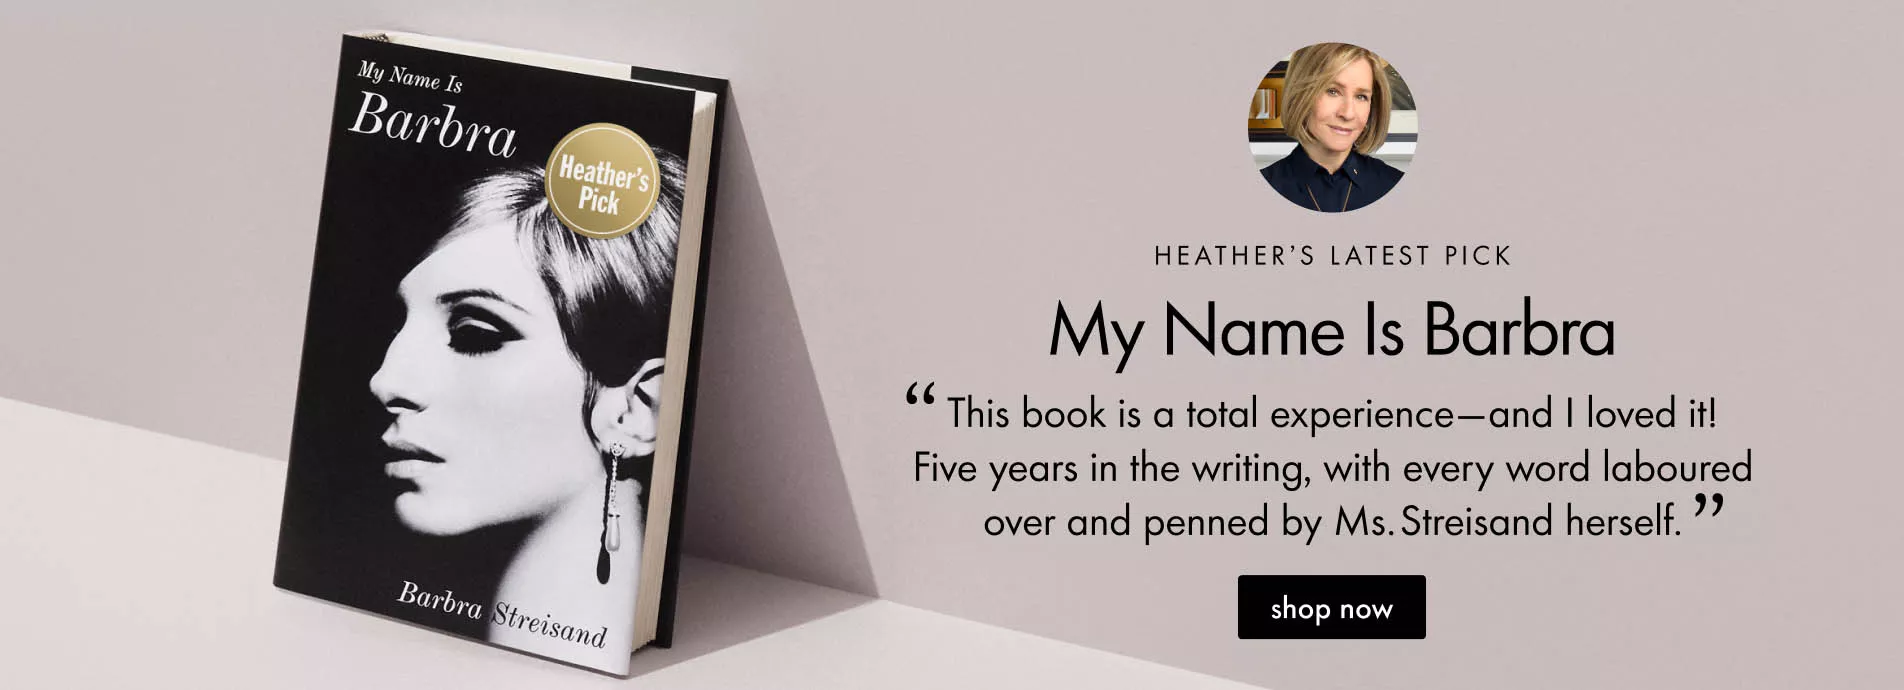 My Name Is
Barbra
Heather's
Pick
Barbra Streisand
HEATHER'S LATEST PICK
My Name Is Barbra
“ This book is a total experience—and I loved it!
Five years in the writing, with every word laboured
over and penned by Ms. Streisand herself. ”
shop now